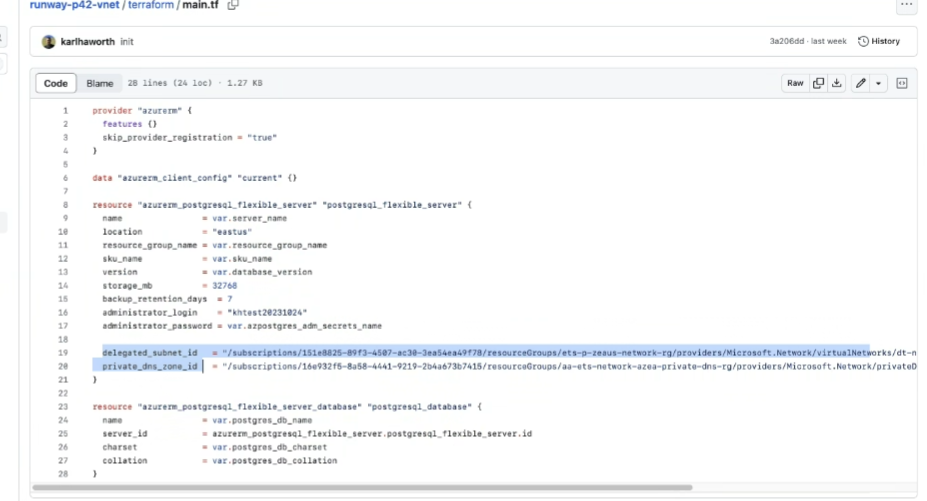 runway-p42-vnet / terraform / main.tf
karlhaworth init 3a206dd · last week History
Code Blame 28 lines (24 loc) · 1.27 KB Raw
1 provider "azurerm" {
2 features {}
3 skip_provider_registration = "true"
4 }
5
6 data "azurerm_client_config" "current" {}
7
8 resource "azurerm_postgresql_flexible_server" "postgresql_flexible_server" {
9 name = var.server_name
10 location = "eastus"
11 resource_group_name = var.resource_group_name
12 sku_name = var.sku_name
13 version = var.database_version
14 storage_mb = 32768
15 backup_retention_days = 7
16 administrator_login = "khtest20231024"
17 administrator_password = var.azpostgres_adm_secrets_name
18
19 delegated_subnet_id = "/subscriptions/151e8825-89f3-4507-ac30-3ea54ea49f78/resourceGroups/ets-p-zeaus-network-rg/providers/Microsoft.Network/virtualNetworks/dt-n
20 private_dns_zone_id = "/subscriptions/16e932f5-8a58-4441-9219-2b4a673b7415/resourceGroups/aa-ets-network-azea-private-dns-rg/providers/Microsoft.Network/privateD
21 }
22
23 resource "azurerm_postgresql_flexible_server_database" "postgresql_database" {
24 name = var.postgres_db_name
25 server_id = azurerm_postgresql_flexible_server.postgresql_flexible_server.id
26 charset = var.postgres_db_charset
27 collation = var.postgres_db_collation
28 }